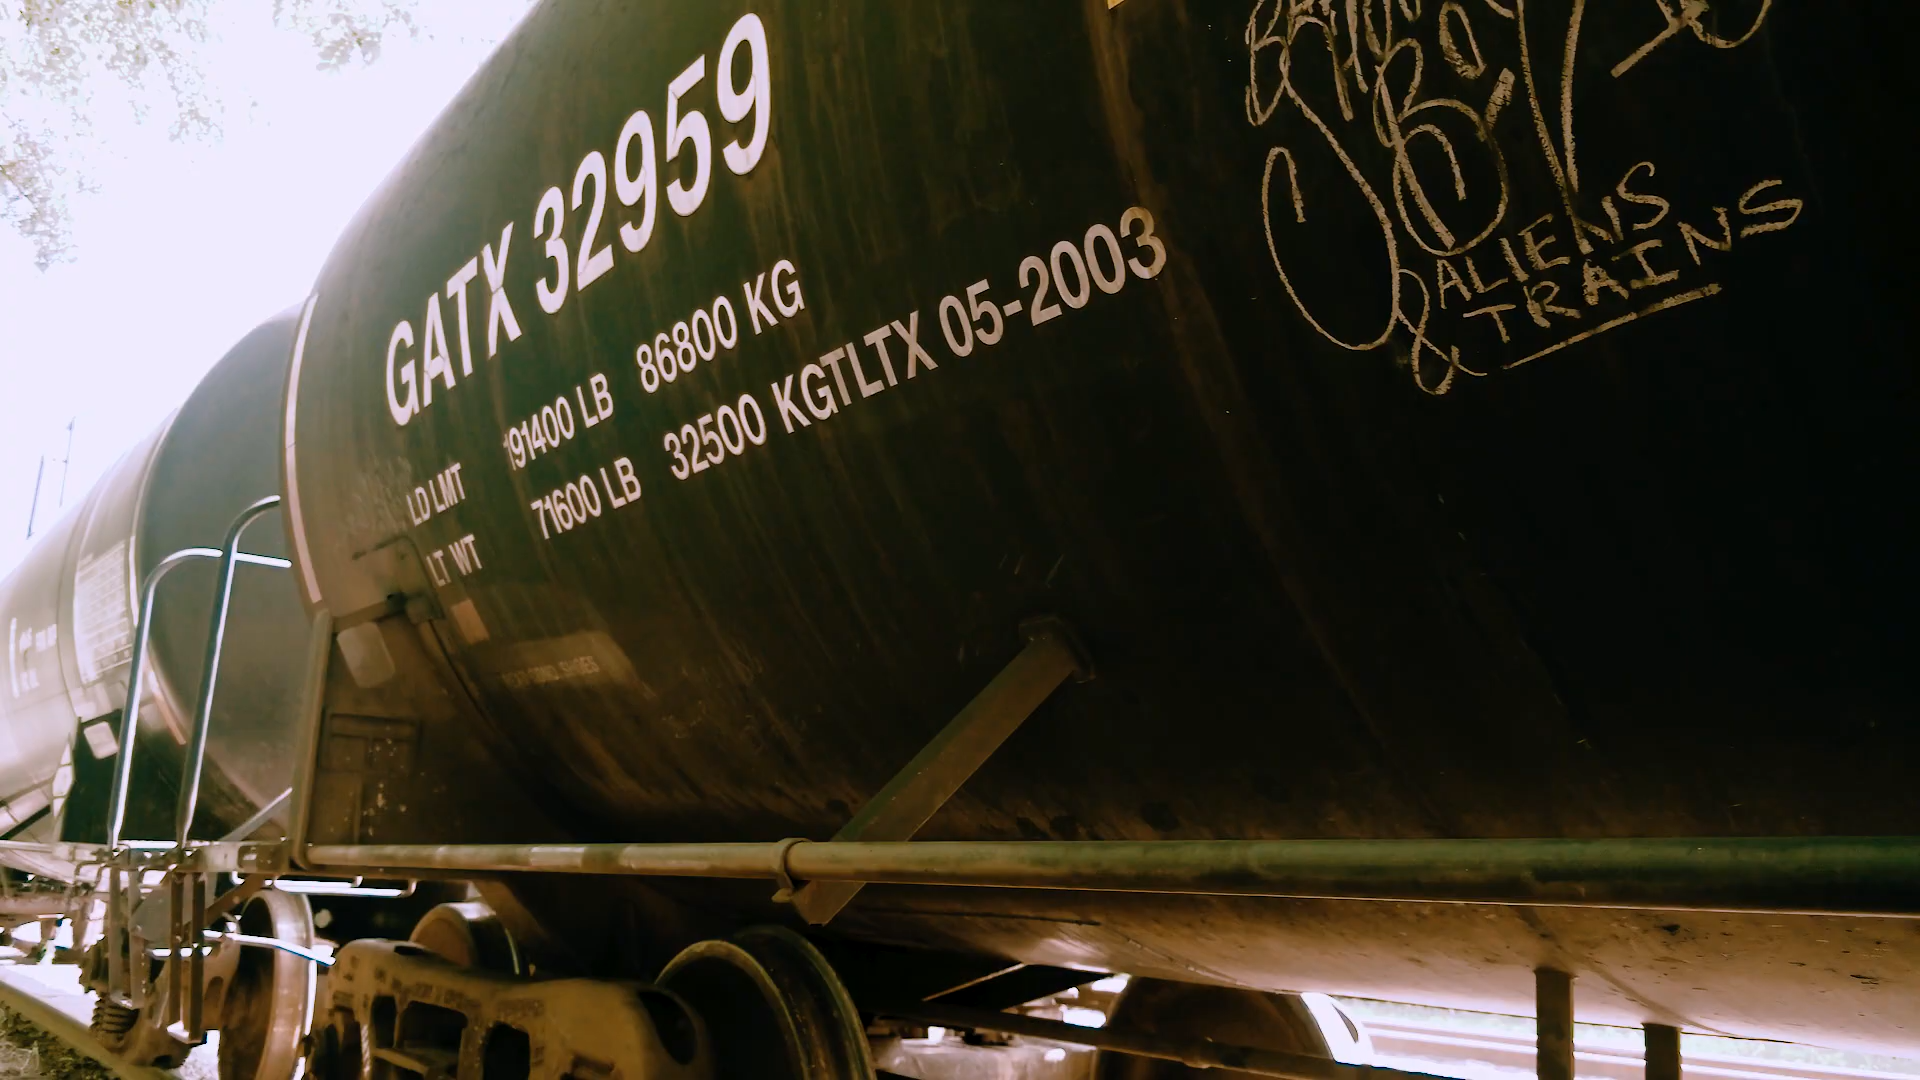 GATX 32959
LD LMT 191400 LB 86800 KG
LT WT 71600 LB 32500 KGTLTX 05-2003
& ALIENS
TRAINS